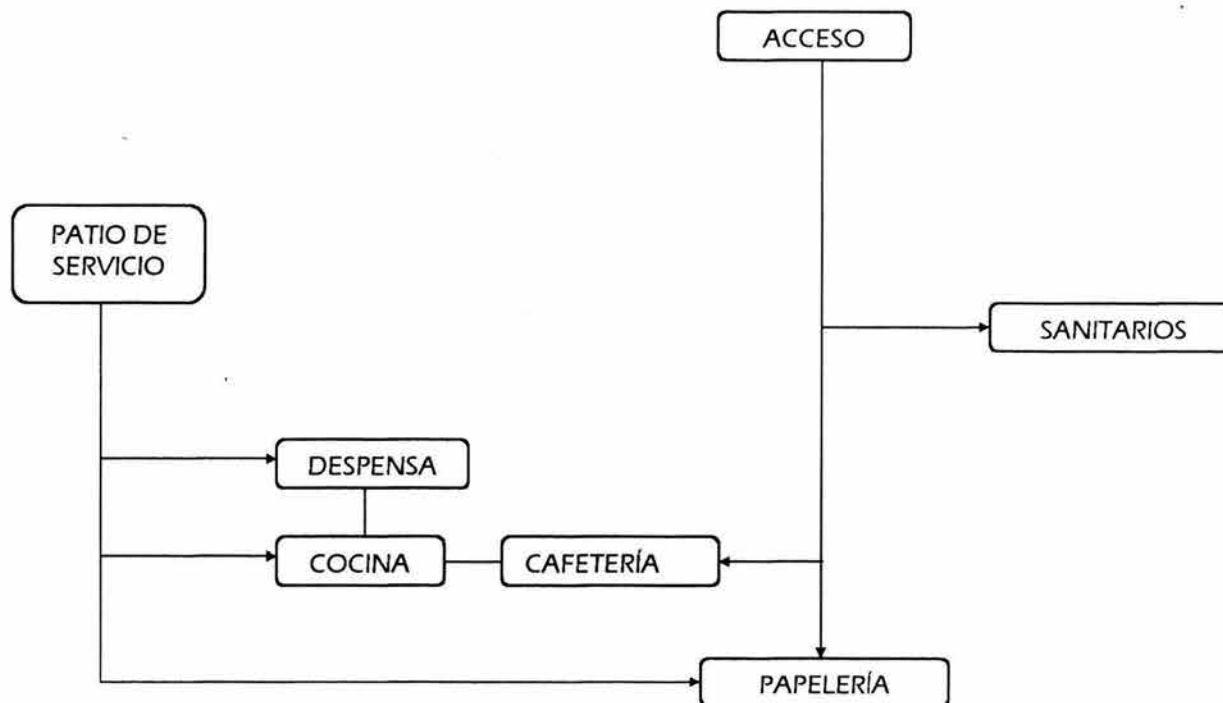 ACCESO
PATIO DE
SERVICIO
SANITARIOS
DESPENSA
COCINA
CAFETERÍA
PAPELERÍA